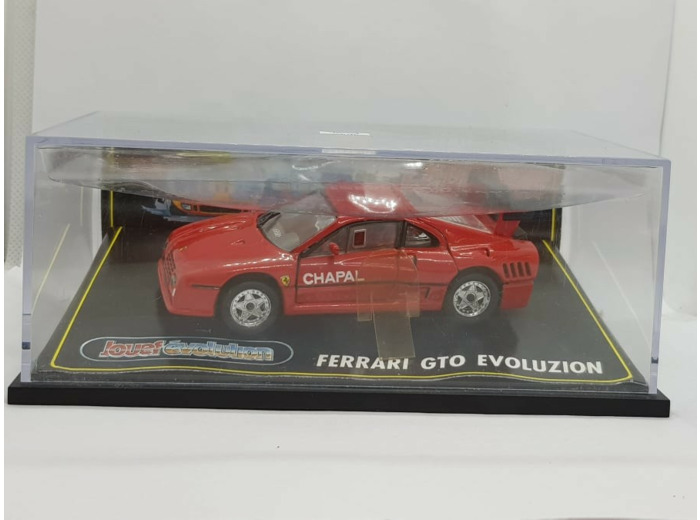 CHAPAL
Jouef évolution
FERRARI GTO EVOLUZION